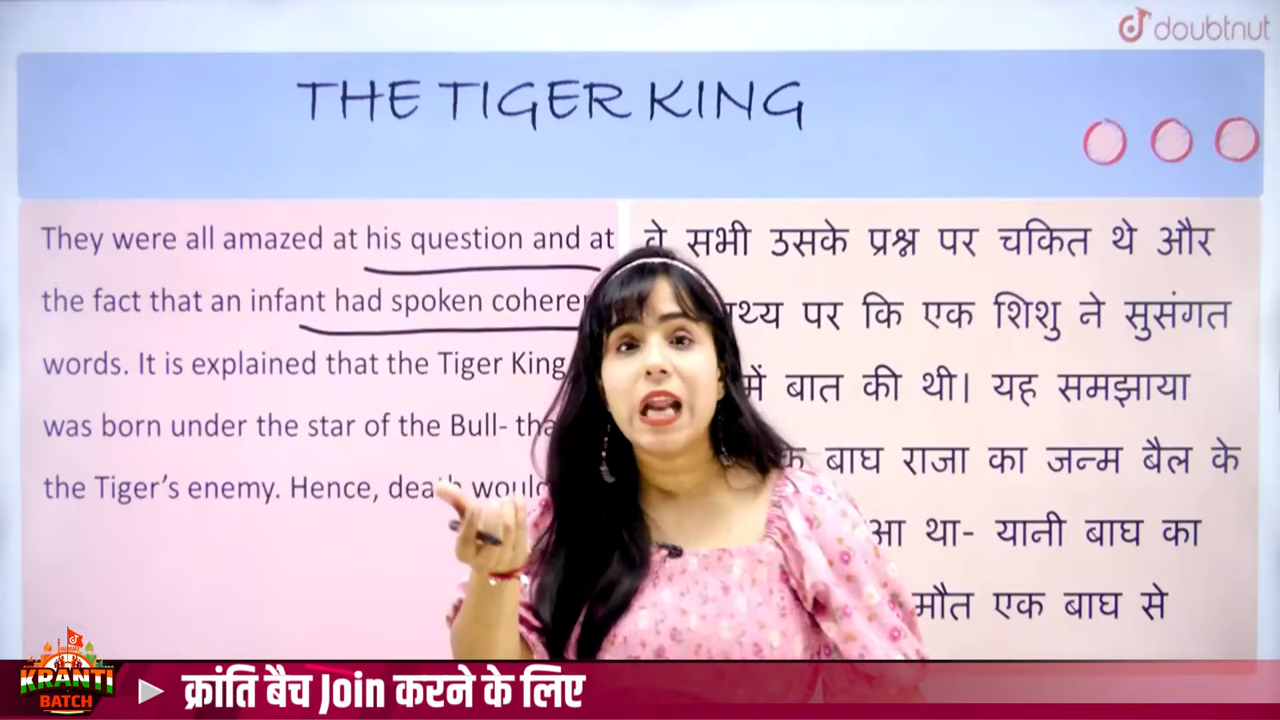 doubtnut
THE TIGER KING
They were all amazed at his question and at
the fact that an infant had spoken
words. It is explained that the Tiger King
was born under the star of the Bull-
the Tiger's enemy. Hence,
वे सभी उसके प्रश्न पर चकित थे और
पर कि एक शिशु ने सुसंगत
में बात की थी। यह समझाया
बाघ राजा का जन्म बैल के
था- यानी बाघ का
मौत एक बाघ से
KRANTI
BATCH
क्रांति बैच Join करने के लिए